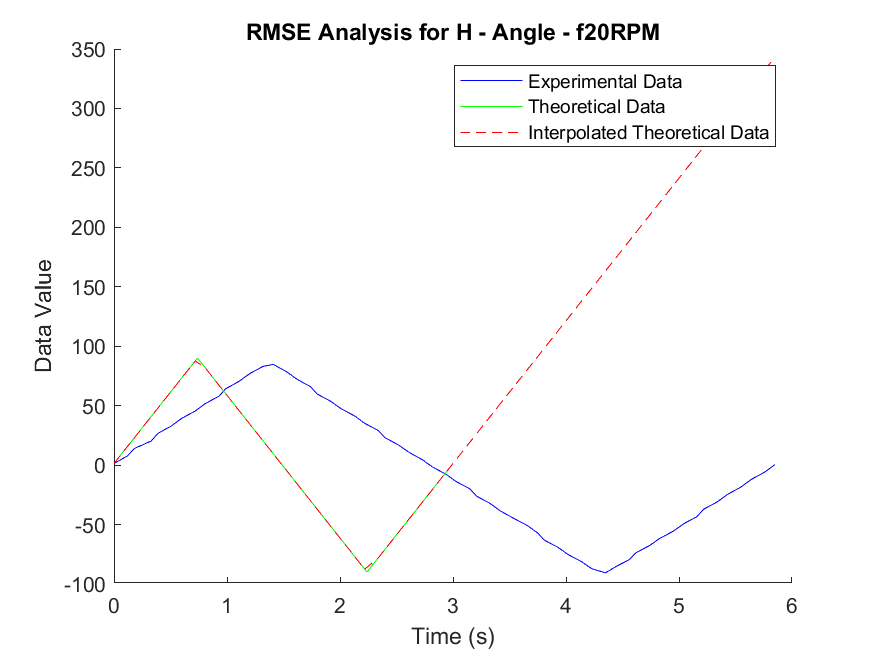 RMSE Analysis for H - Angle - f20RPM
350
300
250
200
150
100
50
0
-50
-100
Data Value
Experimental Data
Theoretical Data
Interpolated Theoretical Data
0 1 2 3 4 5 6
Time (s)